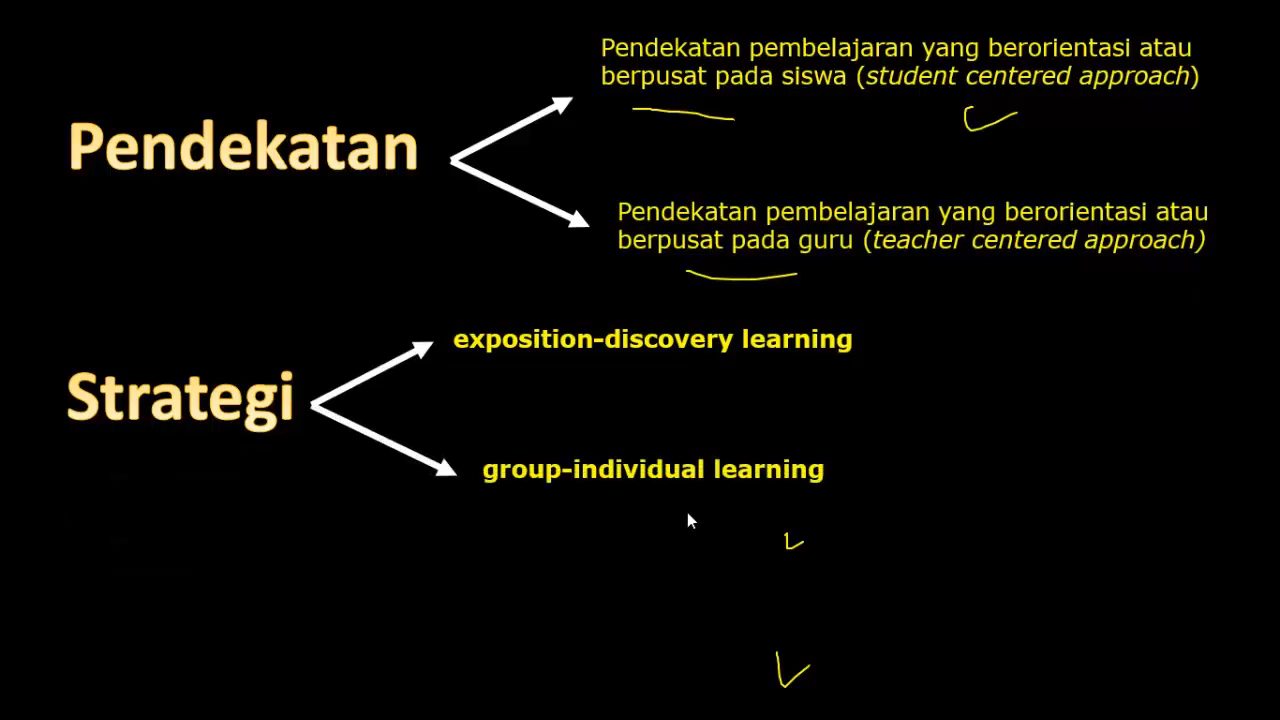 Pendekatan pembelajaran yang berorientasi atau
berpusat pada siswa (student centered approach)
Pendekatan
Pendekatan pembelajaran yang berorientasi atau
berpusat pada guru (teacher centered approach)
exposition-discovery learning
Strategi
group-individual learning